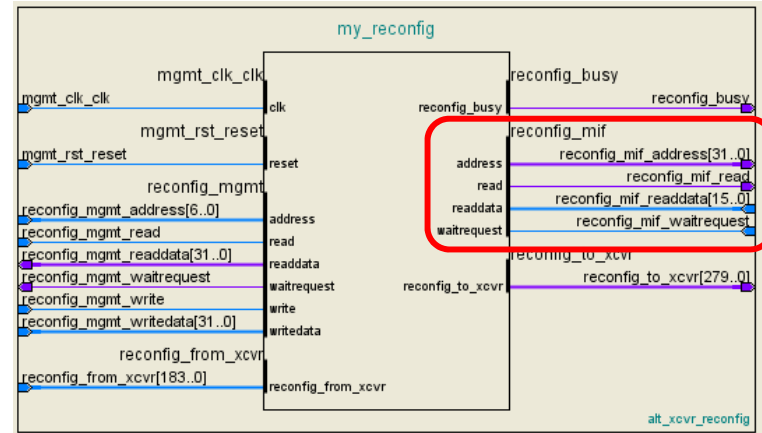 my_reconfig
mgmt_clk_clk
mgmt_clk_clk
clk
mgmt_rst_reset
mgmt_rst_reset
reset
reconfig_mgmt
reconfig_mgmt_address[6..0]
address
reconfig_mgmt_read
read
reconfig_mgmt_readdata[31..0]
readdata
reconfig_mgmt_waitrequest
waitrequest
reconfig_mgmt_write
write
reconfig_mgmt_writedata[31..0]
writedata
reconfig_from_xcvr
reconfig_from_xcvr[183..0]
reconfig_from_xcvr
reconfig_busy
reconfig_busy
reconfig_busy
reconfig_mif
address
reconfig_mif_address[31..0]
read
reconfig_mif_read
readdata
reconfig_mif_readdata[15..0]
waitrequest
reconfig_mif_waitrequest
reconfig_to_xcvr
reconfig_to_xcvr
reconfig_to_xcvr[279..0]
alt_xcvr_reconfig